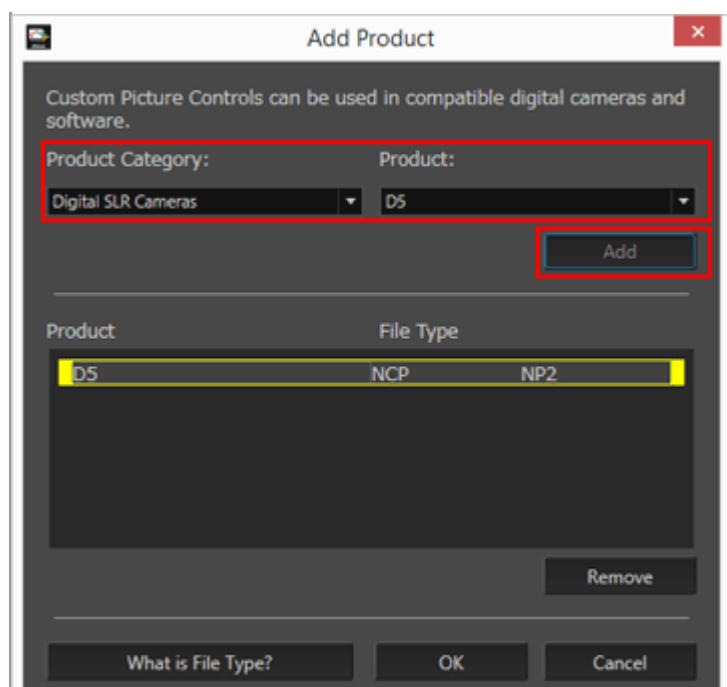 Add Product
Custom Picture Controls can be used in compatible digital cameras and
software.
Product Category: Product:
Digital SLR Cameras D5
Add
Product File Type
D5 NCP NP2
Remove
What is File Type? OK Cancel